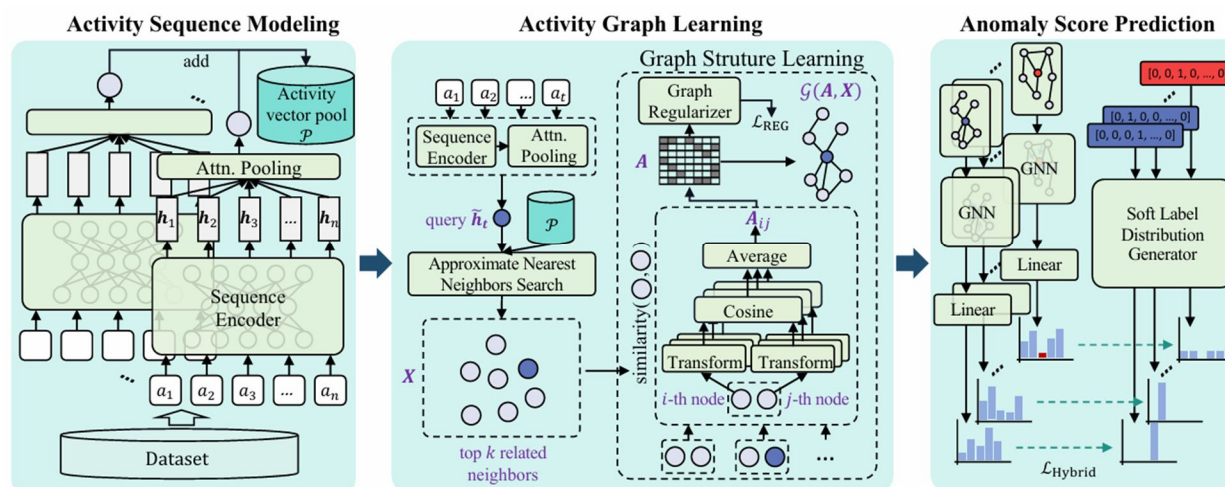 Activity Sequence Modeling
add
...
Activity
vector pool
𝒫
Attn. Pooling
h₁ h₂ h₃ ... hₙ
Sequence
Encoder
...
a₁ a₂ a₃ ... aₙ
Dataset
Activity Graph Learning
a₁ a₂ ... aₜ
Sequence
Encoder
Attn.
Pooling
query h̃ₜ
𝒫
Approximate Nearest
Neighbors Search
X
top k related
neighbors
Graph Struture Learning
Graph
Regularizer
ℒREG
𝒢(A, X)
A
Aᵢⱼ
Average
Cosine
Transform Transform
similarity( , )
i-th node j-th node
...
Anomaly Score Prediction
...
[0, 0, 1, 0, ..., 0]
[0, 1, 0, 0, ..., 0]
[0, 0, 0, 1, ..., 0]
GNN
GNN
Soft Label
Distribution
Generator
Linear
Linear
...
...
ℒHybrid